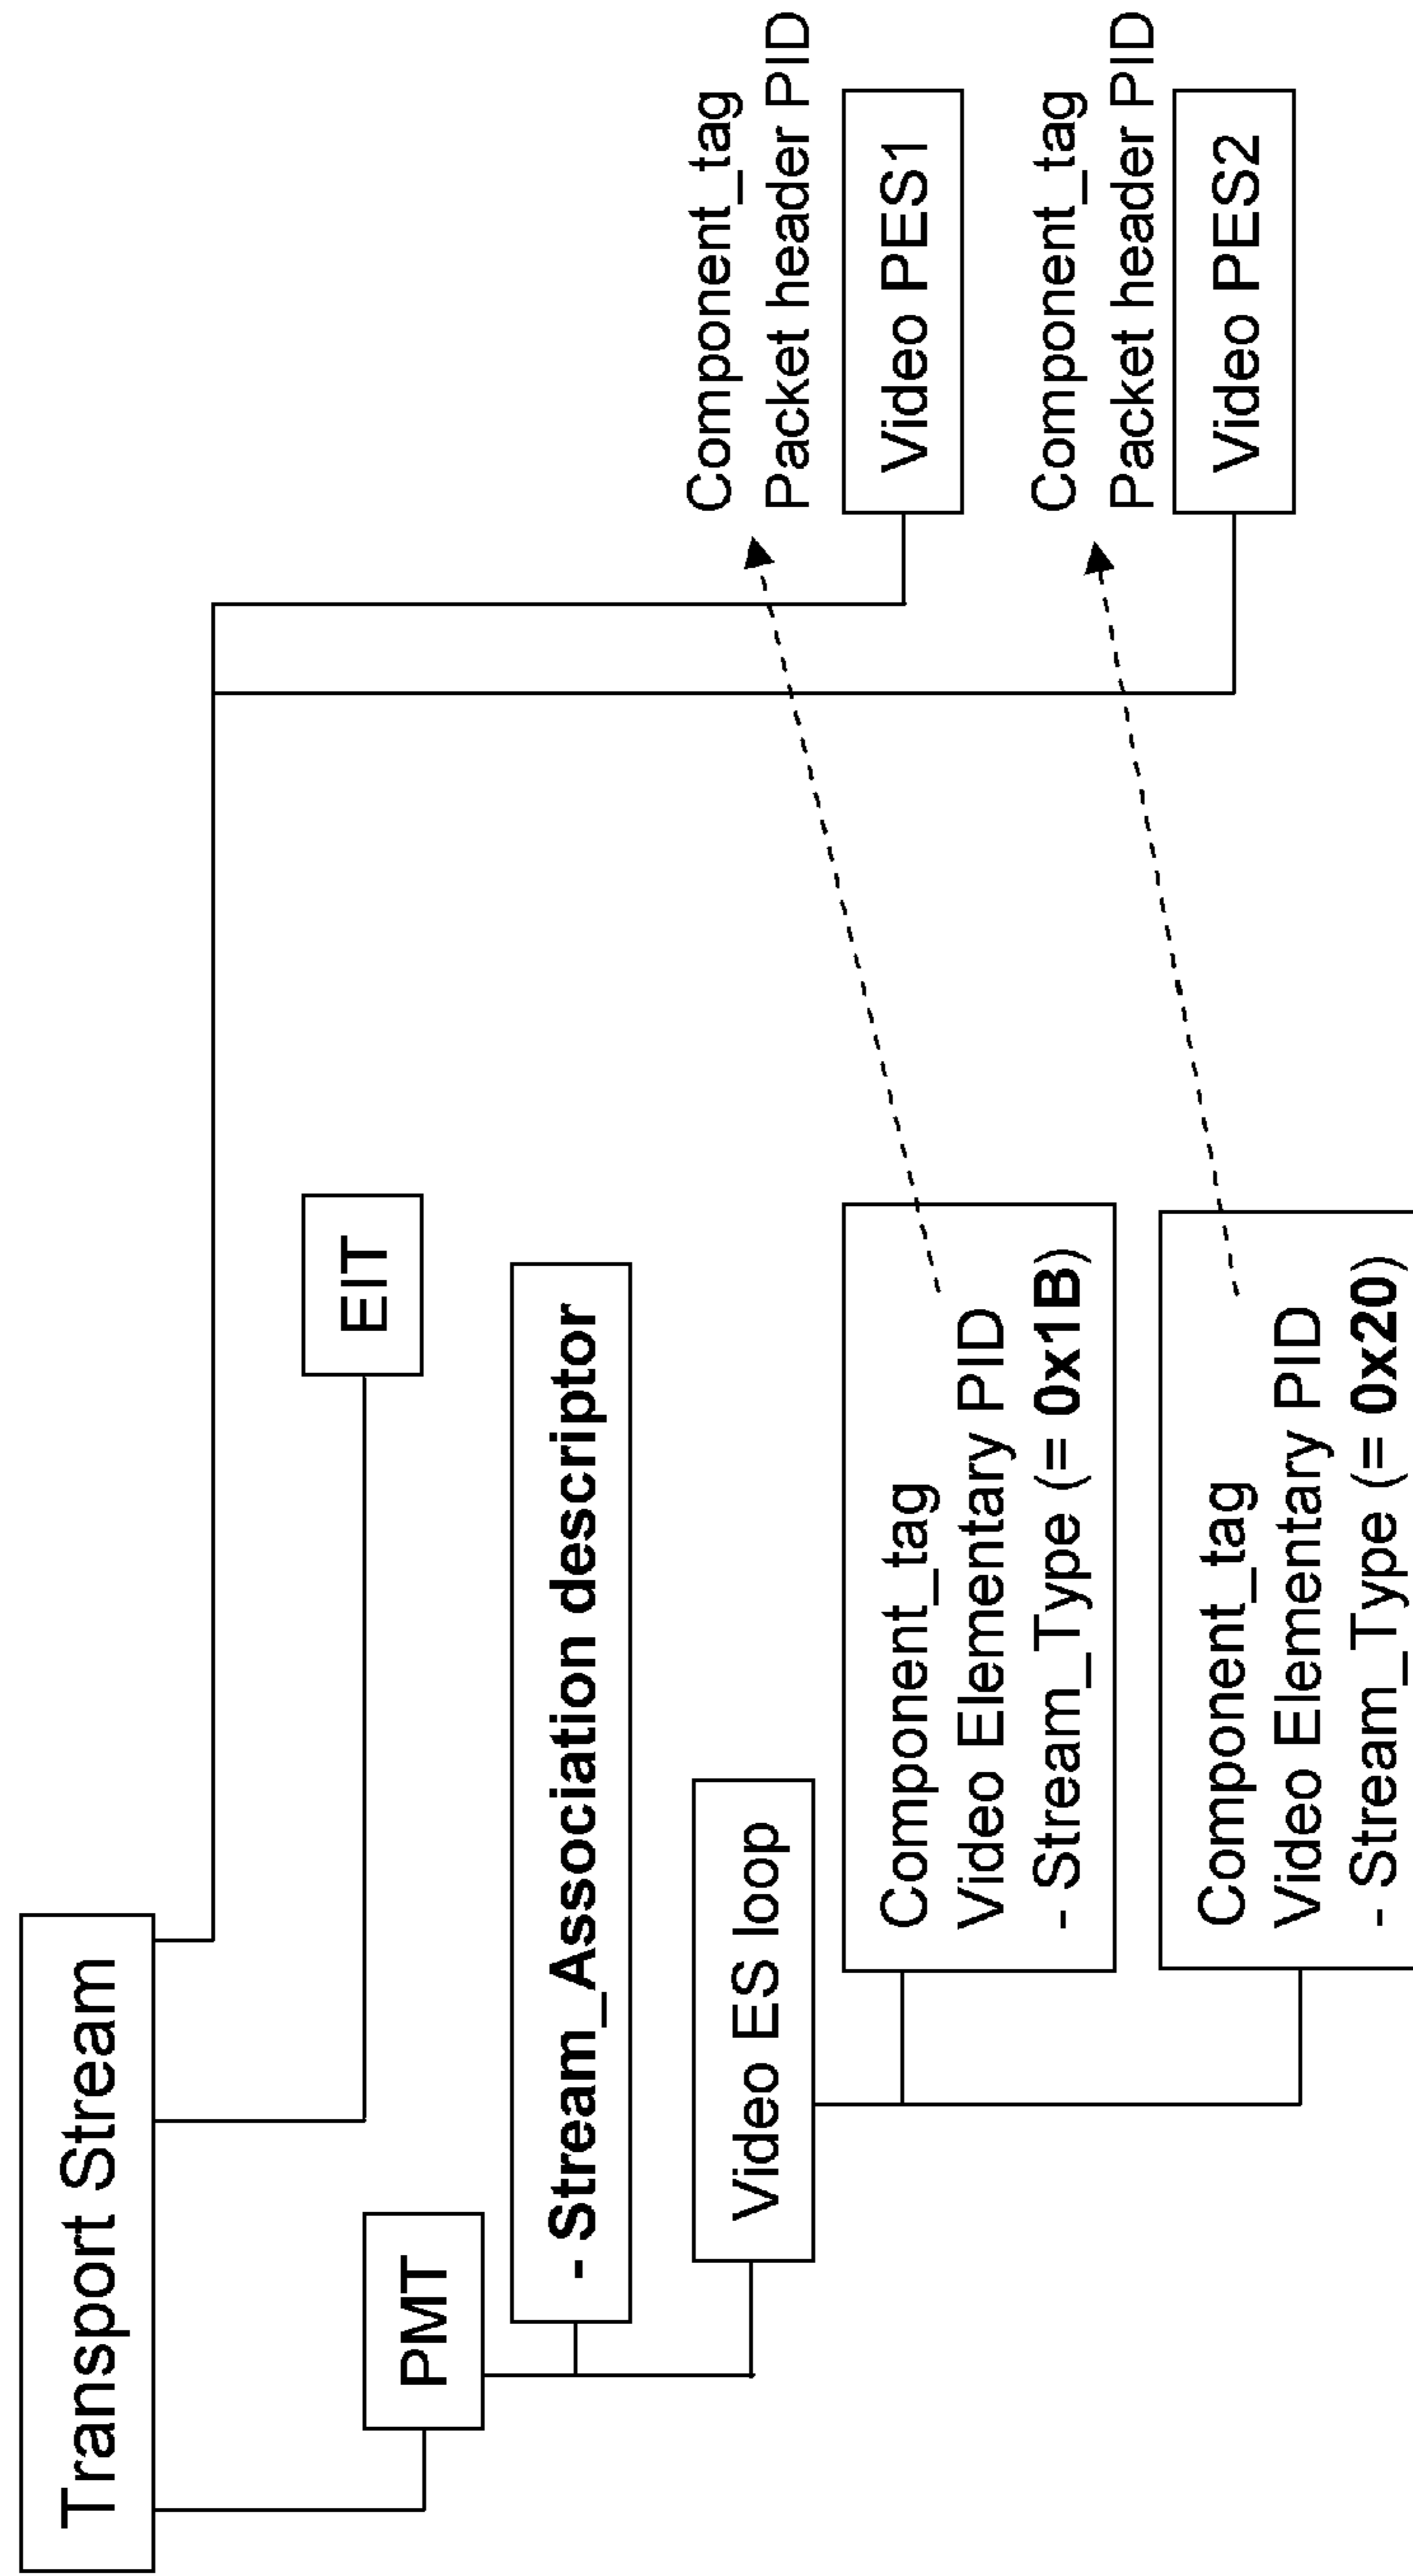 Transport Stream
EIT
PMT
- Stream_Association descriptor
Video ES loop
Component_tag
Video Elementary PID
- Stream_Type (= 0x1B)
Component_tag
Video Elementary PID
- Stream_Type (= 0x20)
Component_tag
Packet header PID
Video PES1
Component_tag
Packet header PID
Video PES2